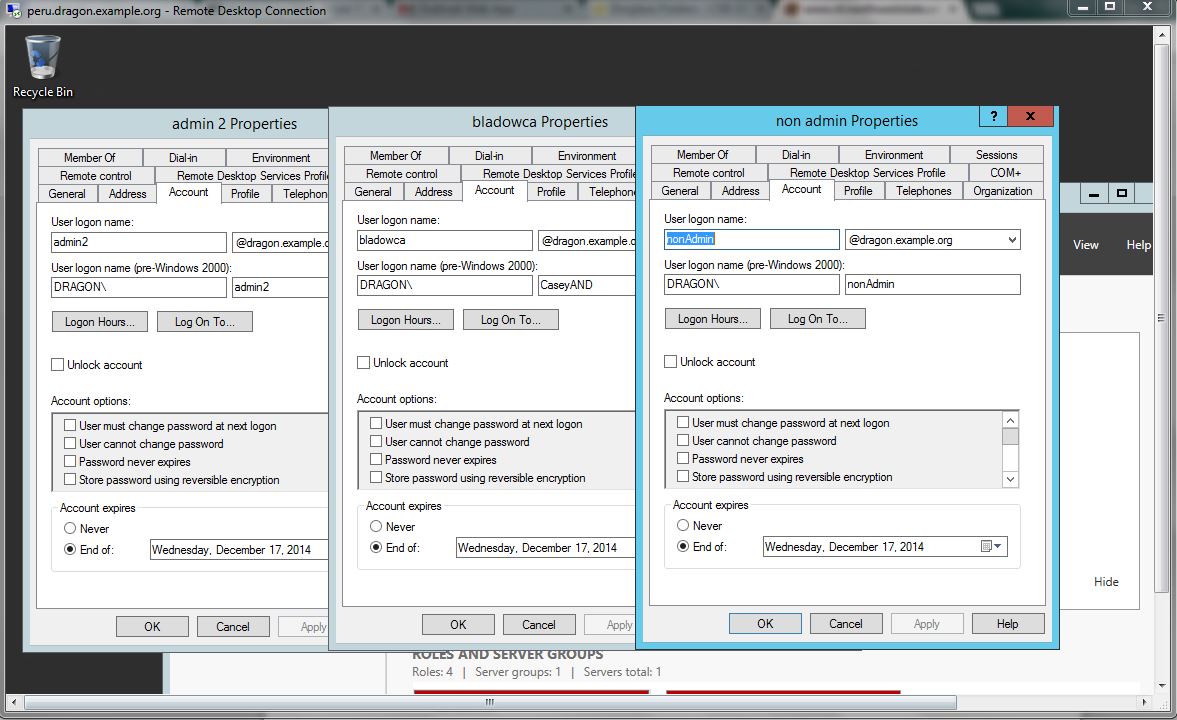 peru.dragon.example.org - Remote Desktop Connection
Recycle Bin
admin 2 Properties
Member Of Dial-in Environment
Remote control Remote Desktop Services Profile
General Address Account Profile Telephon
User logon name:
admin2 @dragon.example.o
User logon name (pre-Windows 2000):
DRAGON\ admin2
Logon Hours... Log On To...
Unlock account
Account options:
User must change password at next logon
User cannot change password
Password never expires
Store password using reversible encryption
Account expires
Never
End of: Wednesday, December 17, 2014
OK Cancel Apply
bladowca Properties
Member Of Dial-in Environment
Remote control Remote Desktop Services Profile
General Address Account Profile Telephon
User logon name:
bladowca @dragon.example.o
User logon name (pre-Windows 2000):
DRAGON\ CaseyAND
Logon Hours... Log On To...
Unlock account
Account options:
User must change password at next logon
User cannot change password
Password never expires
Store password using reversible encryption
Account expires
Never
End of: Wednesday, December 17, 2014
OK Cancel Apply
non admin Properties
? x
Member Of Dial-in Environment Sessions
Remote control Remote Desktop Services Profile COM+
General Address Account Profile Telephones Organization
User logon name:
nonAdmin @dragon.example.org
User logon name (pre-Windows 2000):
DRAGON\ nonAdmin
Logon Hours... Log On To...
Unlock account
Account options:
User must change password at next logon
User cannot change password
Password never expires
Store password using reversible encryption
Account expires
Never
End of: Wednesday, December 17, 2014
OK Cancel Apply Help
View Help
Hide
ROLES AND SERVER GROUPS
Roles: 4 | Server groups: 1 | Servers total: 1